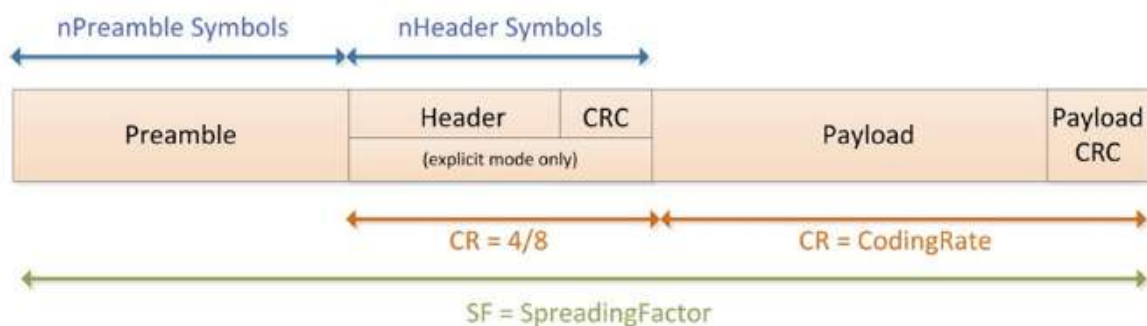 nPreamble Symbols nHeader Symbols
Preamble Header CRC Payload Payload CRC
(explicit mode only)
CR = 4/8 CR = CodingRate
SF = SpreadingFactor